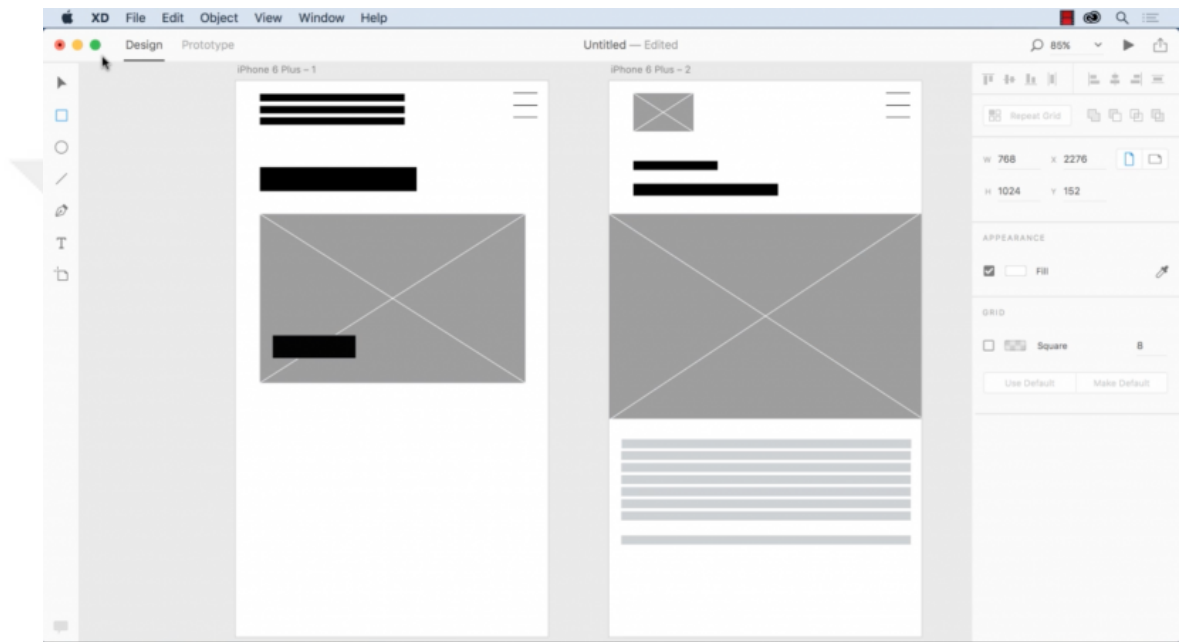 XD File Edit Object View Window Help
Design Prototype Untitled — Edited 85%
iPhone 6 Plus – 1 iPhone 6 Plus – 2
Repeat Grid
W 768 X 2276
H 1024 Y 152
APPEARANCE
Fill
GRID
Square 8
Use Default Make Default
T